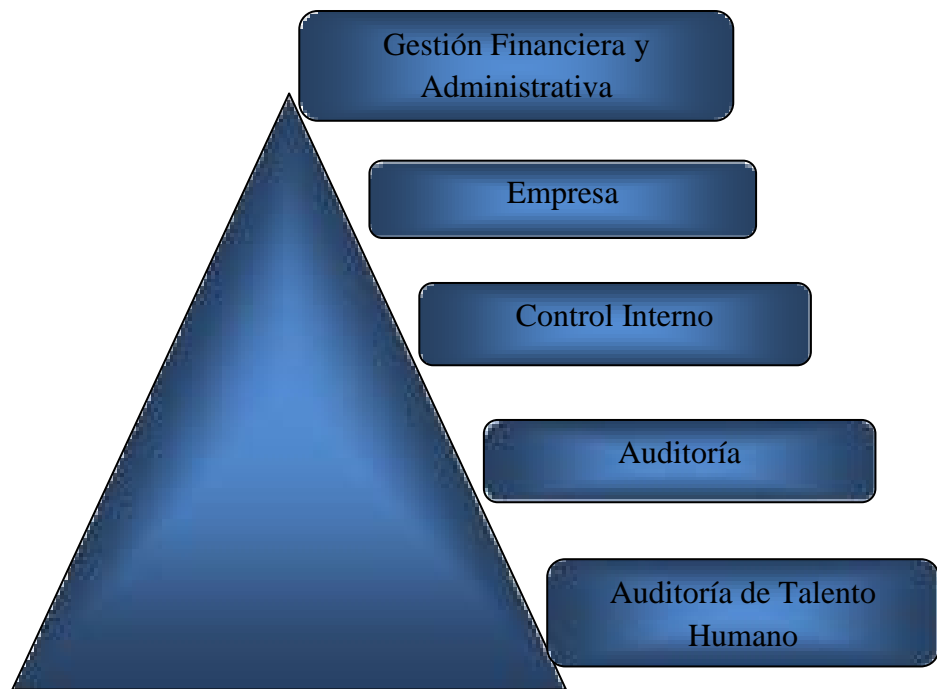 Gestión Financiera y
Administrativa
Empresa
Control Interno
Auditoría
Auditoría de Talento
Humano